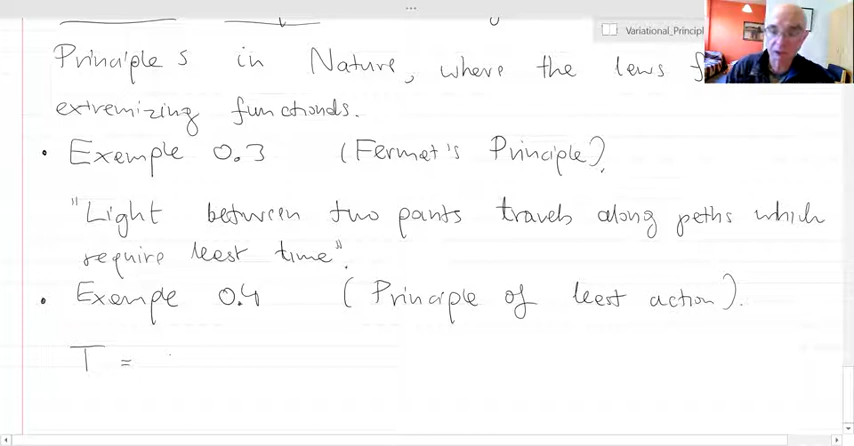 Variational_Principl
Principles in Nature, where the laws f
extremizing functionals.
• Example 0.3 (Fermat's Principle).
"Light between two points travels along paths which
require least time".
• Example 0.4 (Principle of least action).
T =